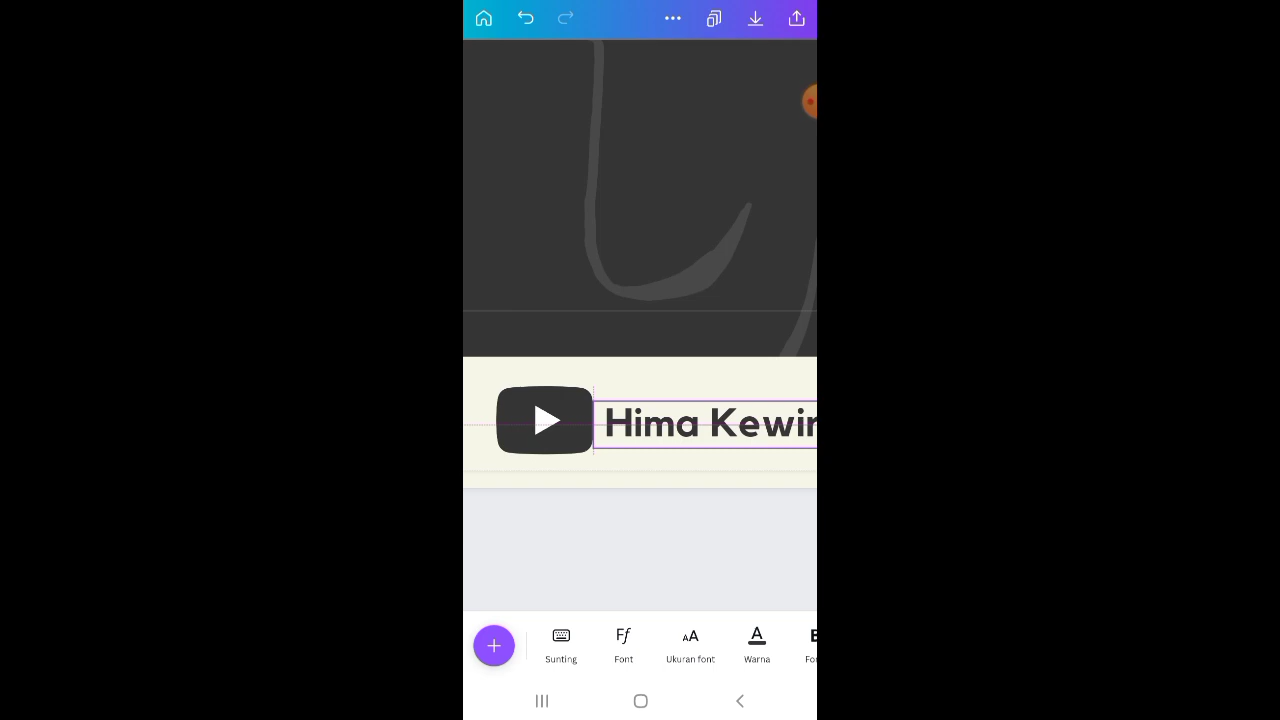 Hima Kewir
Sunting
Font
Ukuran font
Warna